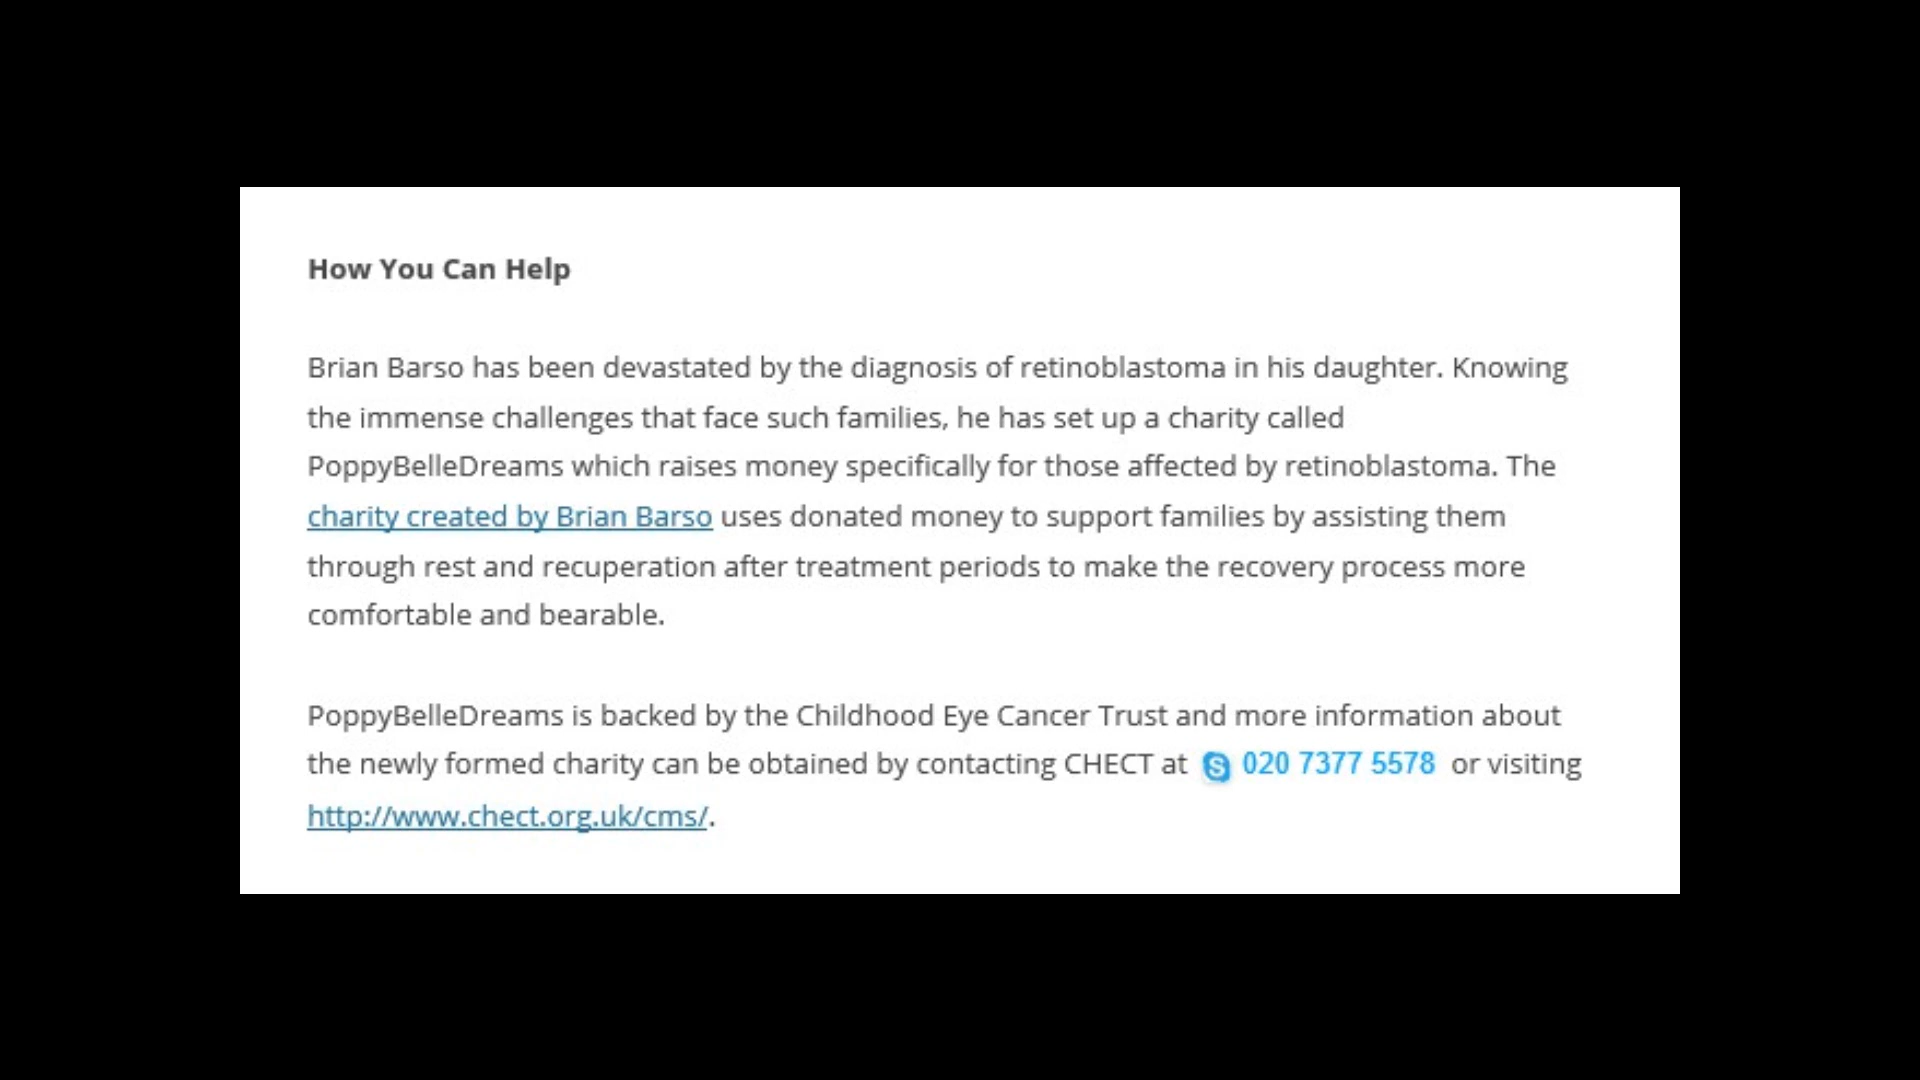 How You Can Help
Brian Barso has been devastated by the diagnosis of retinoblastoma in his daughter. Knowing
the immense challenges that face such families, he has set up a charity called
PoppyBelleDreams which raises money specifically for those affected by retinoblastoma. The
charity created by Brian Barso uses donated money to support families by assisting them
through rest and recuperation after treatment periods to make the recovery process more
comfortable and bearable.
PoppyBelleDreams is backed by the Childhood Eye Cancer Trust and more information about
the newly formed charity can be obtained by contacting CHECT at 020 7377 5578 or visiting
http://www.chect.org.uk/cms/.